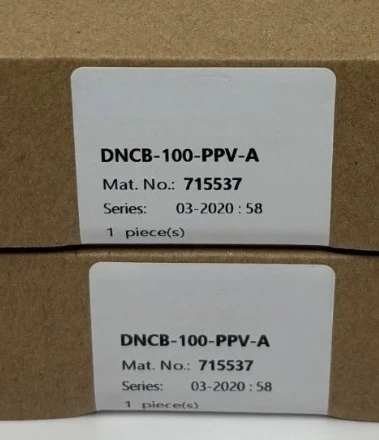 DNCB-100-PPV-A
Mat. No.: 715537
Series: 03-2020 : 58
1 piece(s)
DNCB-100-PPV-A
Mat. No.: 715537
Series: 03-2020 : 58
1 piece(s)